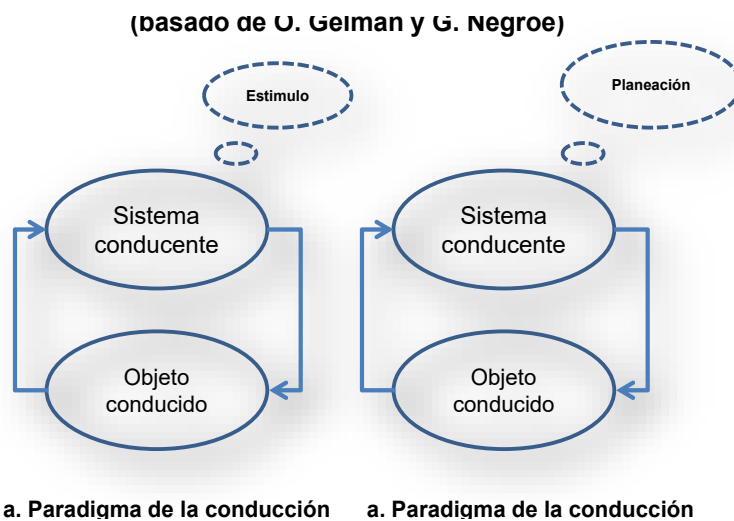 (basado de O. Gelman y G. Negroe)
Estimulo
Planeación
Sistema
conducente
Sistema
conducente
Objeto
conducido
Objeto
conducido
a. Paradigma de la conducción
a. Paradigma de la conducción